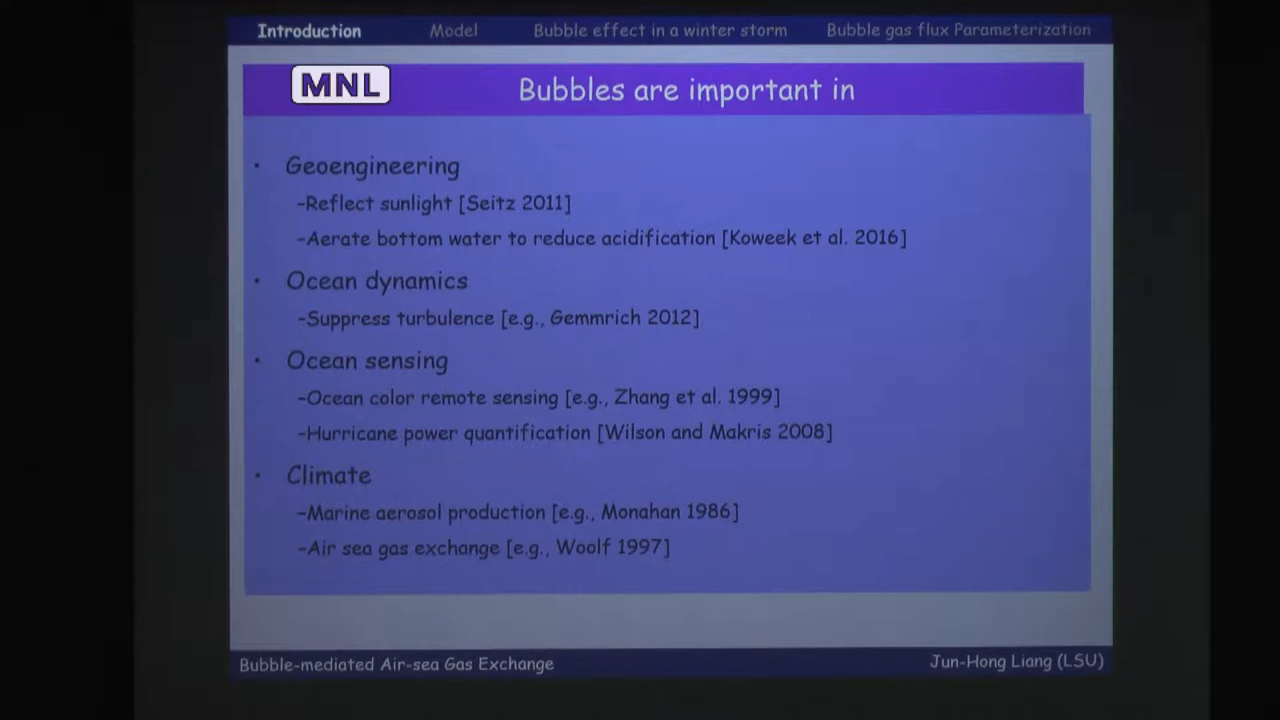 Introduction Model Bubble effect in a winter storm Bubble gas flux Parameterization
MNL Bubbles are important in
• Geoengineering
–Reflect sunlight [Seitz 2011]
–Aerate bottom water to reduce acidification [Koweek et al. 2016]
• Ocean dynamics
–Suppress turbulence [e.g., Gemmrich 2012]
• Ocean sensing
–Ocean color remote sensing [e.g., Zhang et al. 1999]
–Hurricane power quantification [Wilson and Makris 2008]
• Climate
–Marine aerosol production [e.g., Monahan 1986]
–Air sea gas exchange [e.g., Woolf 1997]
Bubble-mediated Air-sea Gas Exchange Jun-Hong Liang (LSU)